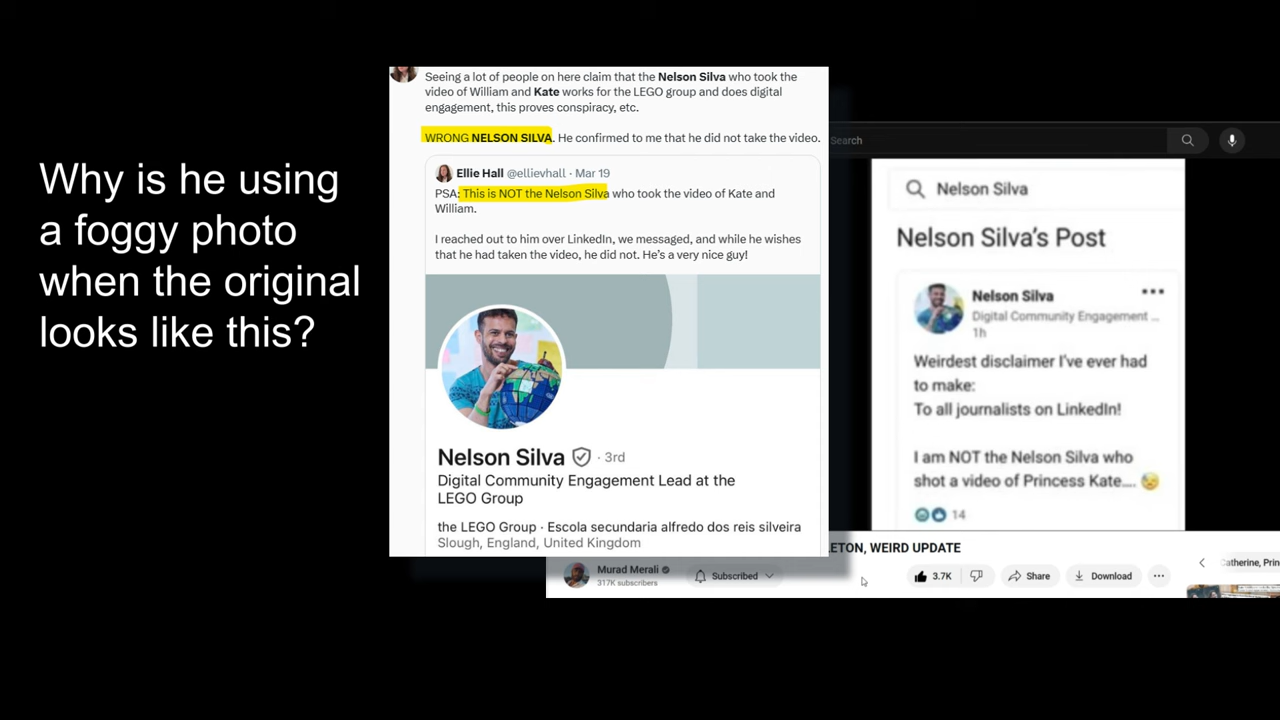 Why is he using
a foggy photo
when the original
looks like this?
Seeing a lot of people on here claim that the Nelson Silva who took the
video of William and Kate works for the LEGO group and does digital
engagement, this proves conspiracy, etc.
WRONG NELSON SILVA. He confirmed to me that he did not take the video.
Ellie Hall @ellievhall · Mar 19
PSA: This is NOT the Nelson Silva who took the video of Kate and
William.
I reached out to him over LinkedIn, we messaged, and while he wishes
that he had taken the video, he did not. He's a very nice guy!
Nelson Silva · 3rd
Digital Community Engagement Lead at the
LEGO Group
the LEGO Group · Escola secundaria alfredo dos reis silveira
Slough, England, United Kingdom
Search
Nelson Silva
Nelson Silva's Post
Nelson Silva
Digital Community Engagement ...
1h
Weirdest disclaimer I've ever had
to make:
To all journalists on LinkedIn!
I am NOT the Nelson Silva who
shot a video of Princess Kate....
14
ETON, WEIRD UPDATE
Murad Merali
317K subscribers
Subscribed
3.7K
Share
Download
Catherine, Prin